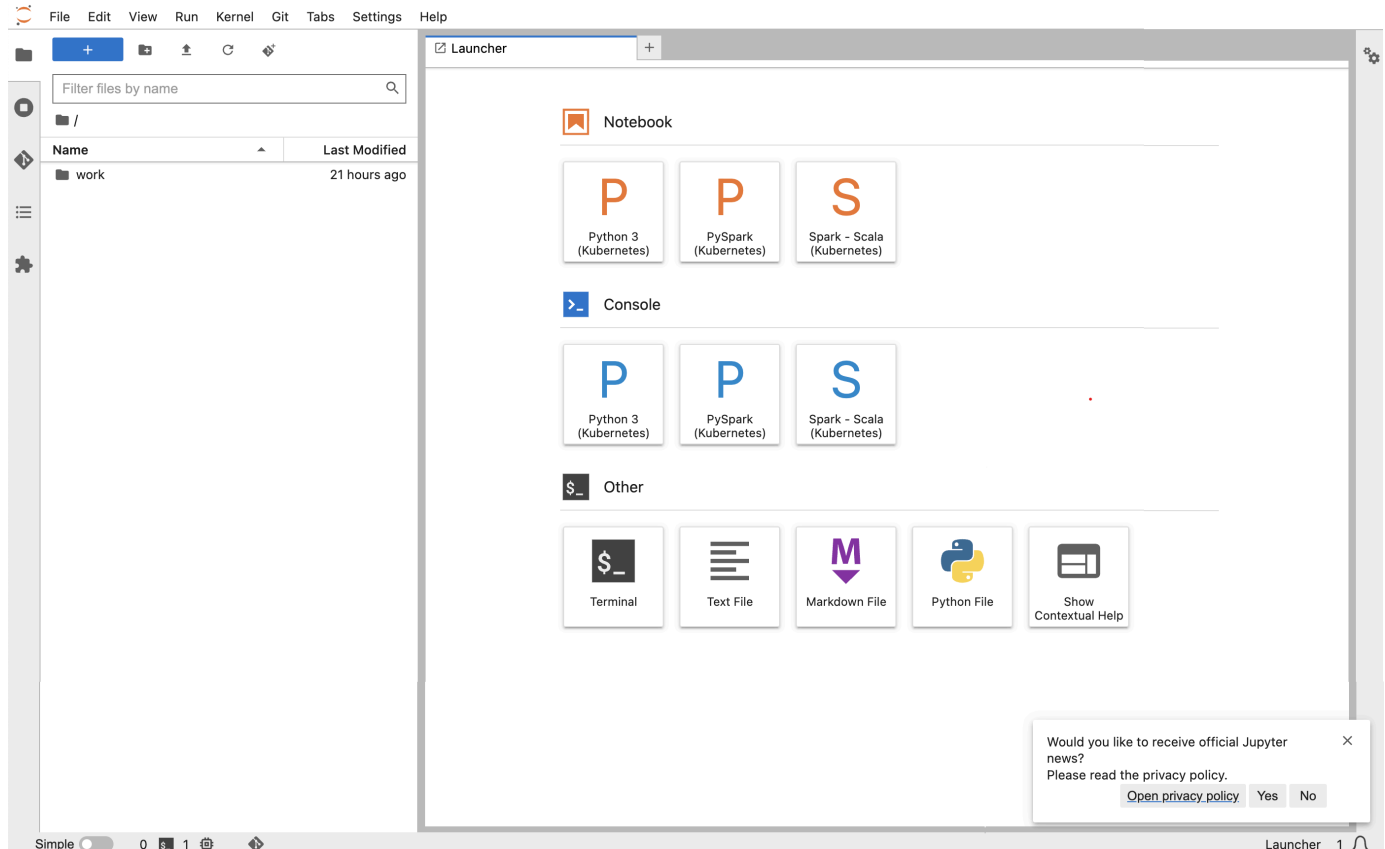 File Edit View Run Kernel Git Tabs Settings Help
+
Filter files by name
/
Name Last Modified
work 21 hours ago
Launcher +
Notebook
P P S
Python 3 PySpark Spark - Scala
(Kubernetes) (Kubernetes) (Kubernetes)
>_ Console
P P S
Python 3 PySpark Spark - Scala
(Kubernetes) (Kubernetes) (Kubernetes)
$_ Other
$_ M
Terminal Text File Markdown File Python File Show
Contextual Help
Would you like to receive official Jupyter
news?
Please read the privacy policy.
Open privacy policy Yes No
Simple 0 $_ 1 Launcher 1